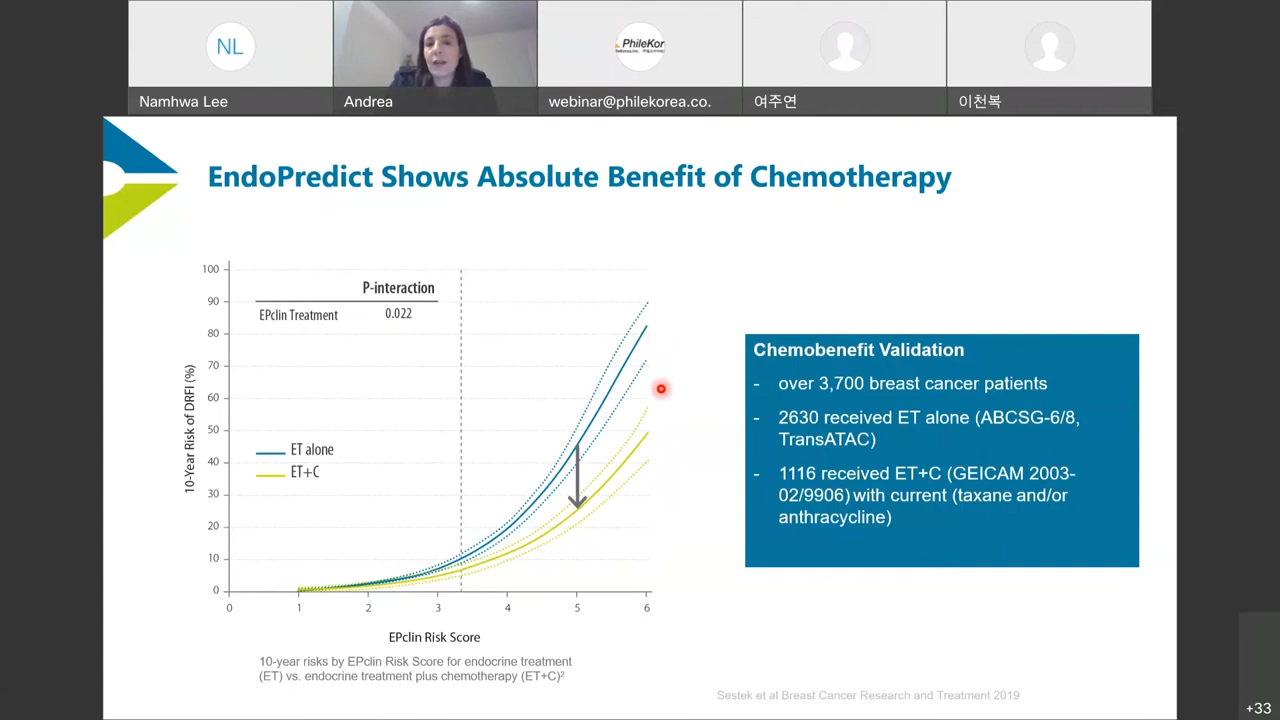 NL
PhileKor
Namhwa Lee
Andrea
webinar@philekorea.co.
여주연
이천복
EndoPredict Shows Absolute Benefit of Chemotherapy
100
90
80
70
60
50
40
30
20
10
0
10-Year Risk of DRFI (%)
P-interaction
EPclin Treatment 0.022
ET alone
ET+C
0 1 2 3 4 5 6
EPclin Risk Score
10-year risks by EPclin Risk Score for endocrine treatment
(ET) vs. endocrine treatment plus chemotherapy (ET+C)²
Chemobenefit Validation
- over 3,700 breast cancer patients
- 2630 received ET alone (ABCSG-6/8,
TransATAC)
- 1116 received ET+C (GEICAM 2003-
02/9906) with current (taxane and/or
anthracycline)
Sestek et al Breast Cancer Research and Treatment 2019
+33